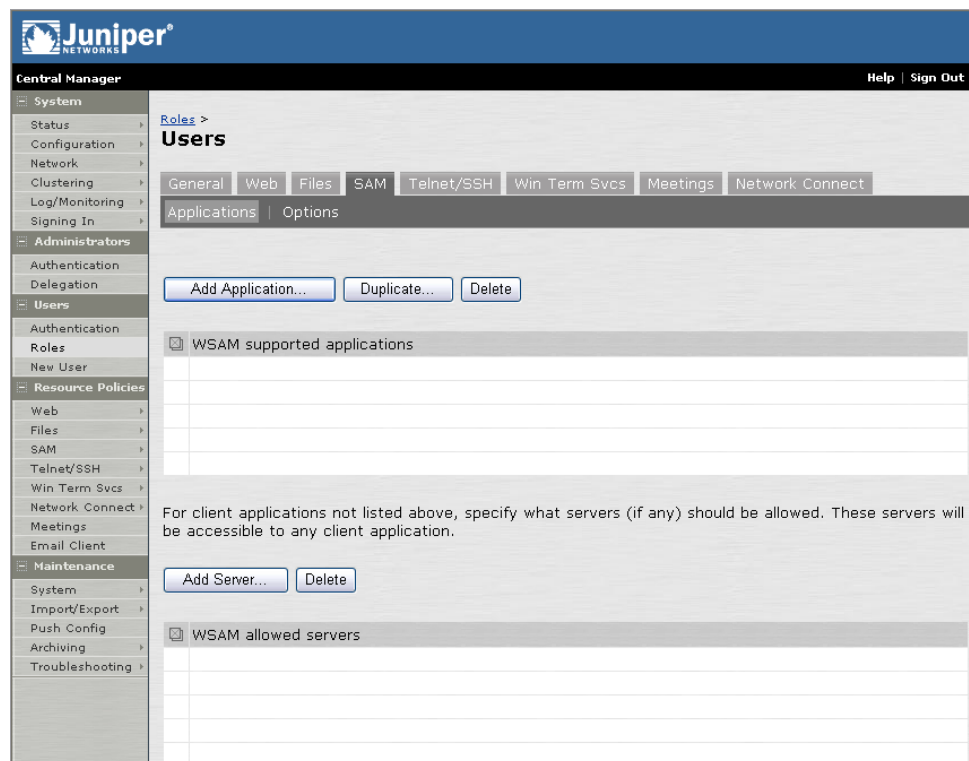 Juniper®
NETWORKS
Central Manager
Help | Sign Out
System
Status
Configuration
Network
Clustering
Log/Monitoring
Signing In
Administrators
Authentication
Delegation
Users
Authentication
Roles
New User
Resource Policies
Web
Files
SAM
Telnet/SSH
Win Term Svcs
Network Connect
Meetings
Email Client
Maintenance
System
Import/Export
Push Config
Archiving
Troubleshooting
Roles >
Users
General Web Files SAM Telnet/SSH Win Term Svcs Meetings Network Connect
Applications | Options
Add Application... Duplicate... Delete
WSAM supported applications
For client applications not listed above, specify what servers (if any) should be allowed. These servers will
be accessible to any client application.
Add Server... Delete
WSAM allowed servers